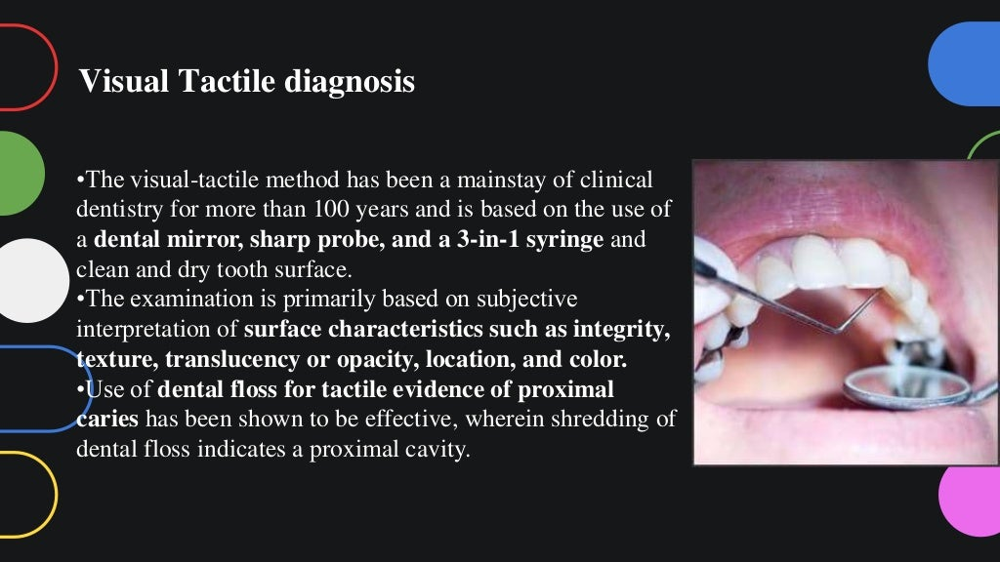 Visual Tactile diagnosis
•The visual-tactile method has been a mainstay of clinical
dentistry for more than 100 years and is based on the use of
a dental mirror, sharp probe, and a 3-in-1 syringe and
clean and dry tooth surface.
•The examination is primarily based on subjective
interpretation of surface characteristics such as integrity,
texture, translucency or opacity, location, and color.
•Use of dental floss for tactile evidence of proximal
caries has been shown to be effective, wherein shredding of
dental floss indicates a proximal cavity.